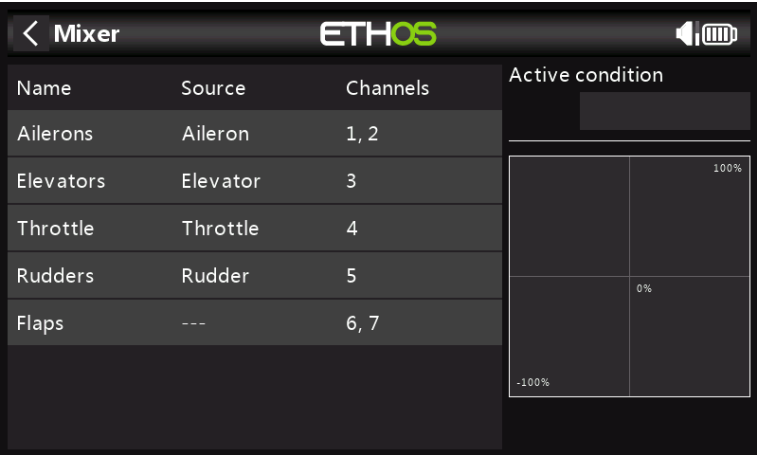 Mixer
ETHOS
Name Source Channels
Ailerons Aileron 1, 2
Elevators Elevator 3
Throttle Throttle 4
Rudders Rudder 5
Flaps --- 6, 7
Active condition
100%
0%
-100%